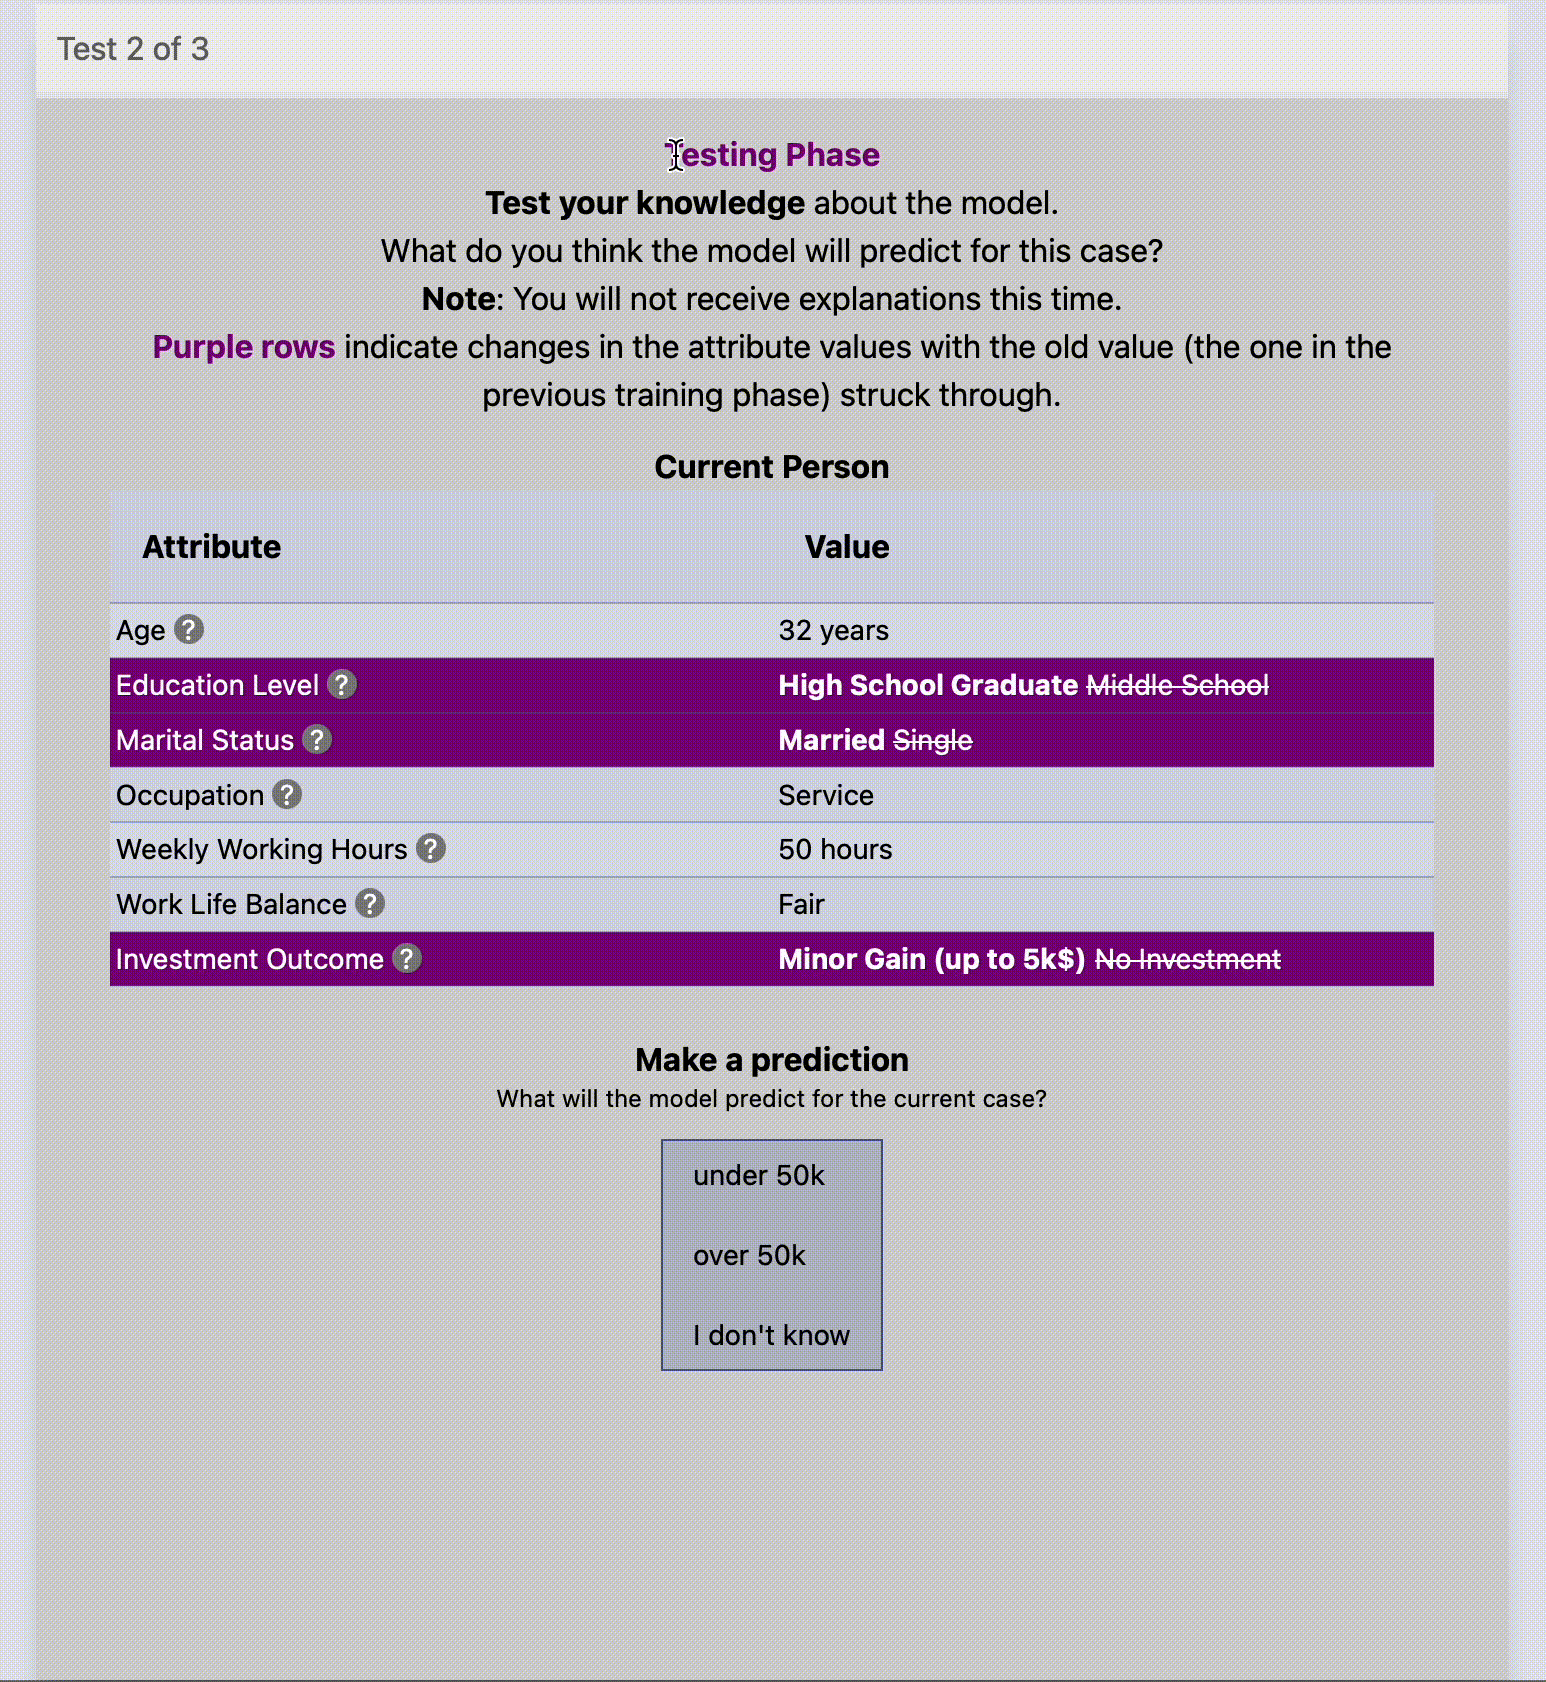 Test 2 of 3
Testing Phase
Test your knowledge about the model.
What do you think the model will predict for this case?
Note: You will not receive explanations this time.
Purple rows indicate changes in the attribute values with the old value (the one in the
previous training phase) struck through.
Current Person
Attribute Value
Age ? 32 years
Education Level ? High School Graduate Middle School
Marital Status ? Married Single
Occupation ? Service
Weekly Working Hours ? 50 hours
Work Life Balance ? Fair
Investment Outcome ? Minor Gain (up to 5k$) No Investment
Make a prediction
What will the model predict for the current case?
under 50k
over 50k
I don't know